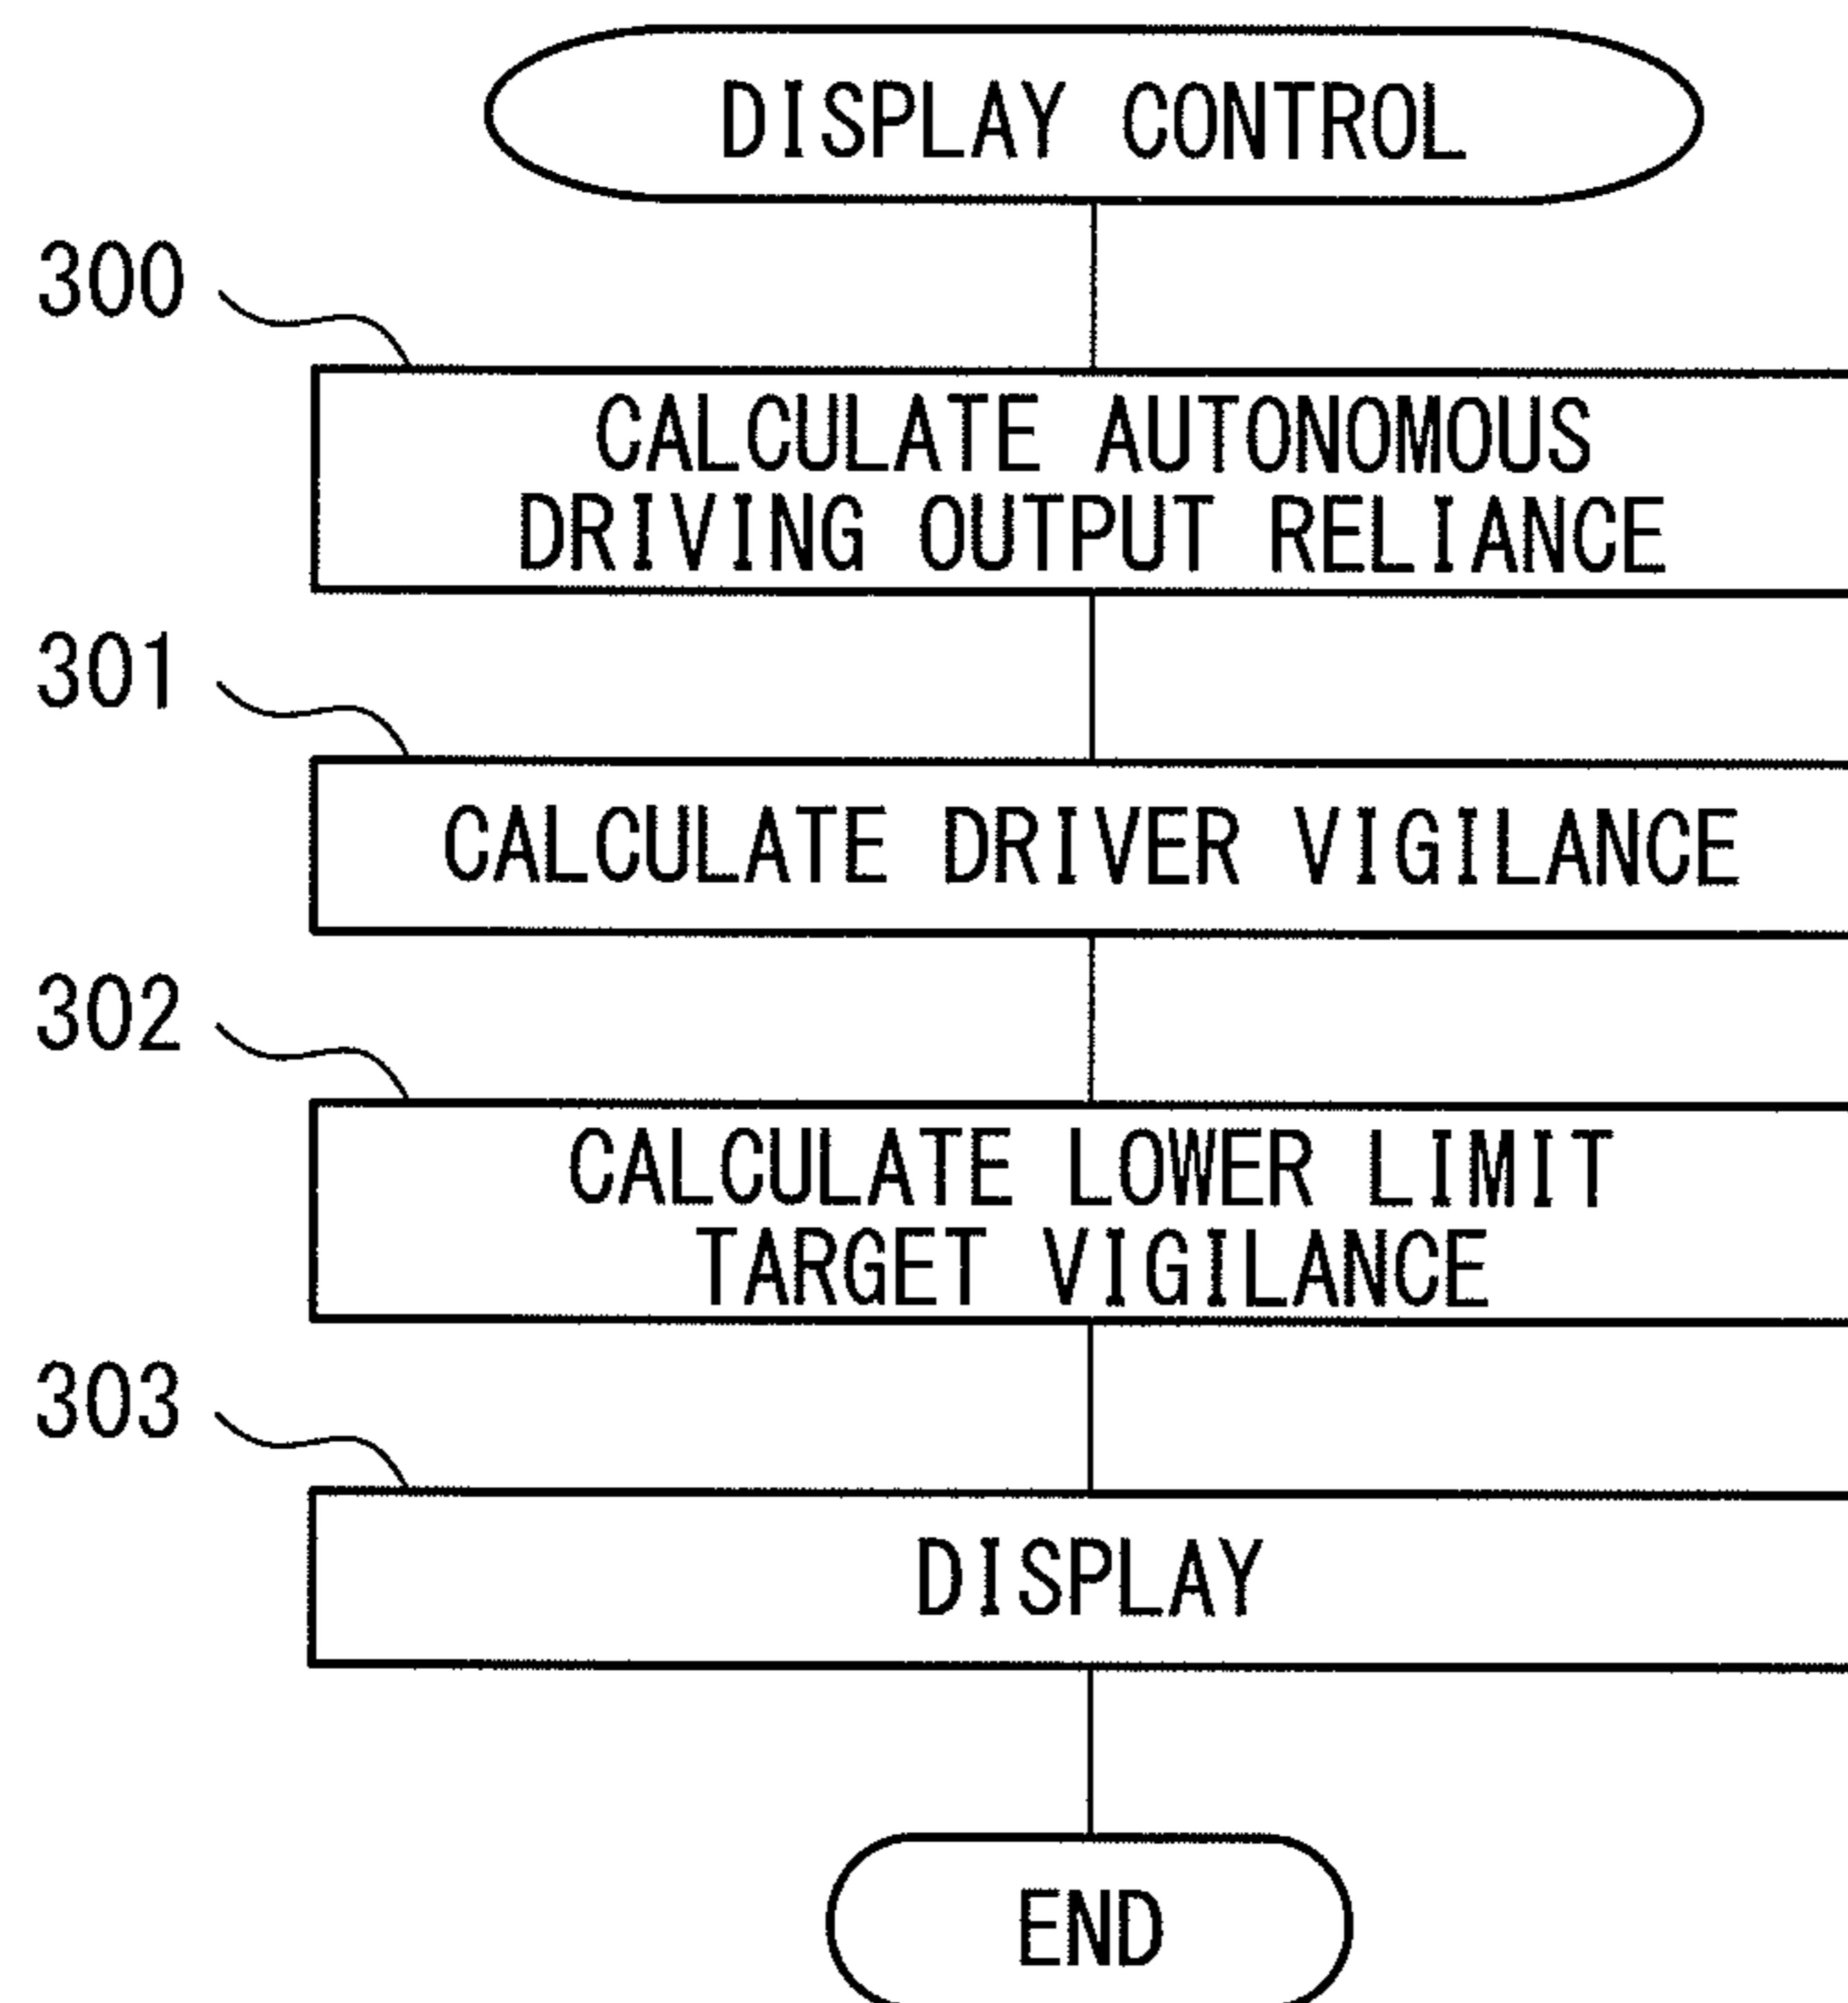 DISPLAY CONTROL
300
CALCULATE AUTONOMOUS
DRIVING OUTPUT RELIANCE
301
CALCULATE DRIVER VIGILANCE
302
CALCULATE LOWER LIMIT
TARGET VIGILANCE
303
DISPLAY
END